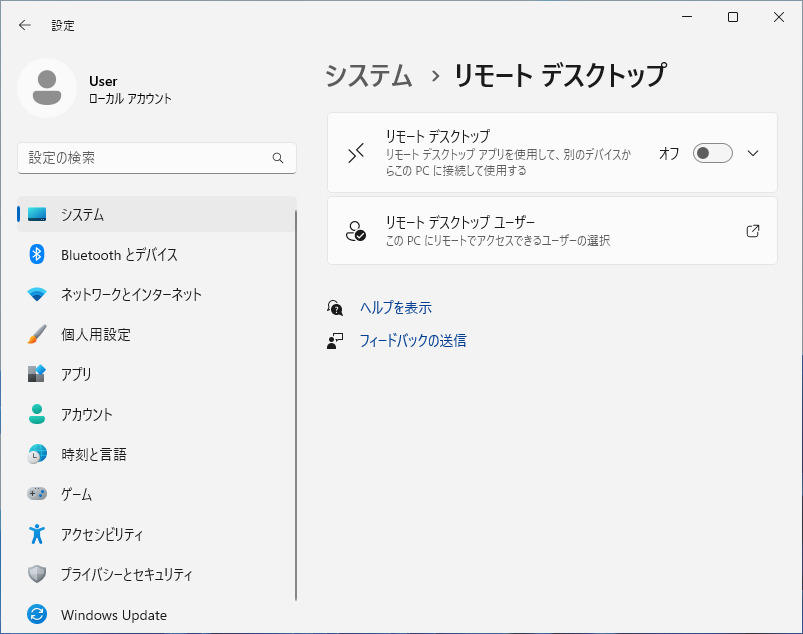 設定
User
ローカル アカウント
設定の検索
システム
Bluetooth とデバイス
ネットワークとインターネット
個人用設定
アプリ
アカウント
時刻と言語
ゲーム
アクセシビリティ
プライバシーとセキュリティ
Windows Update
システム › リモート デスクトップ
リモート デスクトップ
リモート デスクトップ アプリを使用して、別のデバイスか
らこの PC に接続して使用する
オフ
リモート デスクトップ ユーザー
この PC にリモートでアクセスできるユーザーの選択
ヘルプを表示
フィードバックの送信